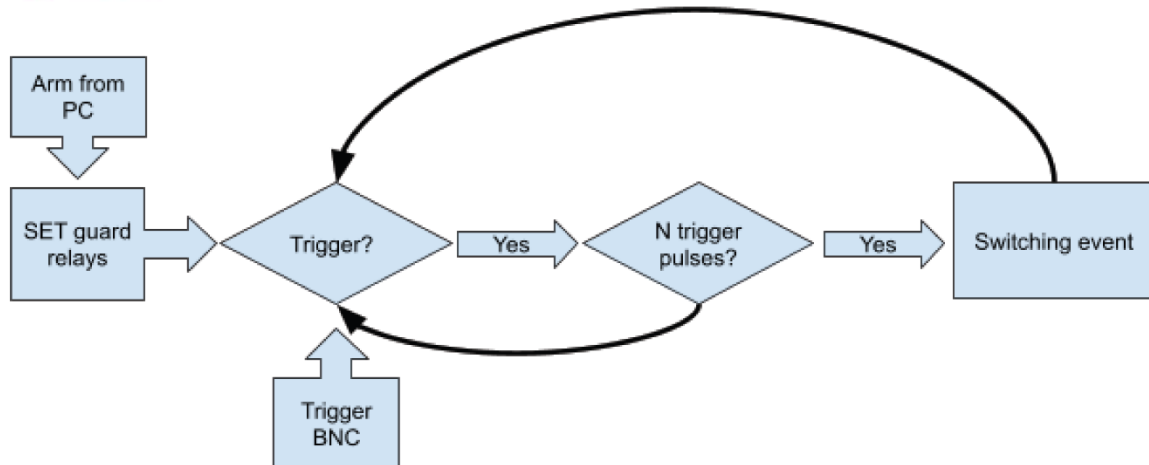 Arm from
PC
SET guard
relays
Trigger?
Yes
N trigger
pulses?
Yes
Switching event
Trigger
BNC